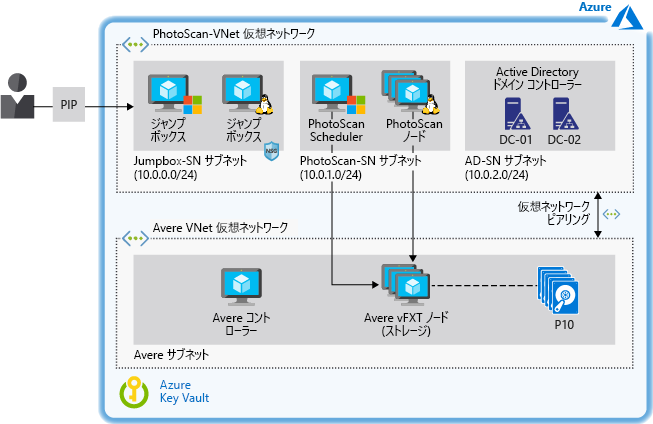 Azure
PhotoScan-VNet 仮想ネットワーク
PIP
ジャンプ
ボックス
ジャンプ
ボックス
NSG
Jumpbox-SN サブネット
(10.0.0.0/24)
PhotoScan
Scheduler
PhotoScan
ノード
PhotoScan-SN サブネット
(10.0.1.0/24)
Active Directory
ドメイン コントローラー
DC-01
DC-02
AD-SN サブネット
(10.0.2.0/24)
仮想ネットワーク
ピアリング
Avere VNet 仮想ネットワーク
Avere コント
ローラー
Avere vFXT ノード
(ストレージ)
P10
Avere サブネット
Azure
Key Vault